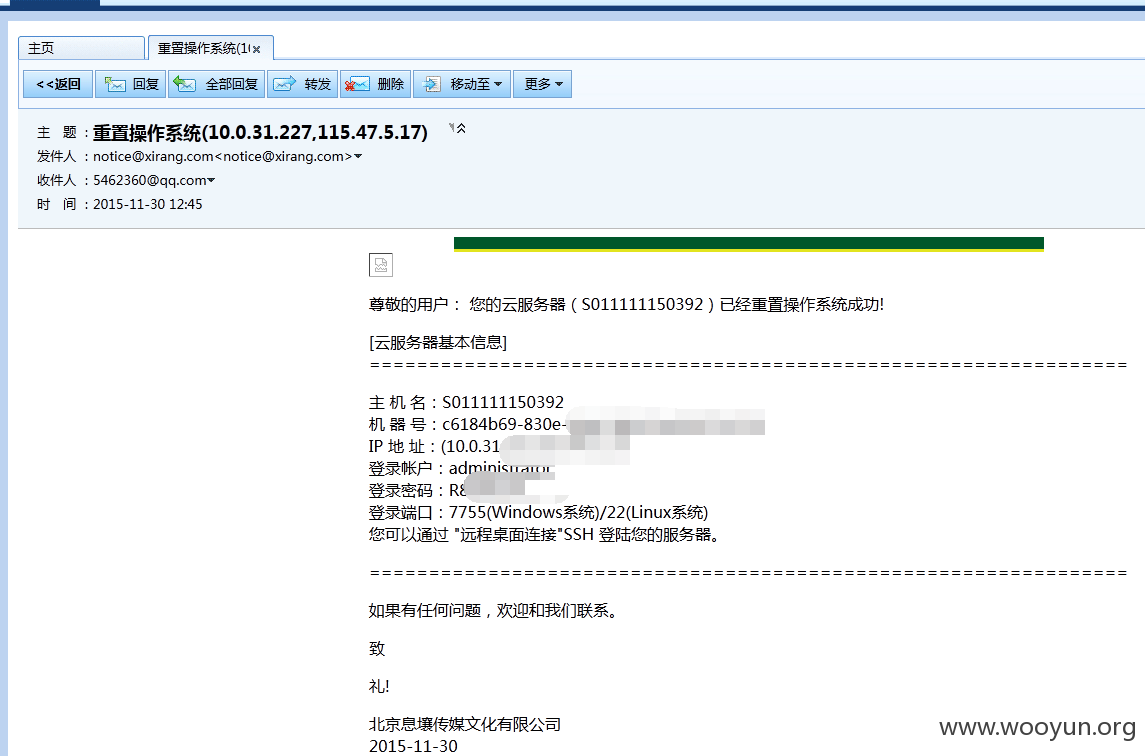 主页 重置操作系统(1(
<<返回 回复 全部回复 转发 删除 移动至 更多
主 题 : 重置操作系统(10.0.31.227,115.47.5.17)
发件人 : notice@xirang.com<notice@xirang.com>
收件人 : 5462360@qq.com
时 间 : 2015-11-30 12:45
尊敬的用户： 您的云服务器（S011111150392）已经重置操作系统成功!
[云服务器基本信息]
================================================================
主 机 名：S011111150392
机 器 号：c6184b69-830e-
IP 地 址：(10.0.31
登录帐户：administrator
登录密码：R8
登录端口：7755(Windows系统)/22(Linux系统)
您可以通过 "远程桌面连接"SSH 登陆您的服务器。
================================================================
如果有任何问题，欢迎和我们联系。
致
礼!
北京息壤传媒文化有限公司
2015-11-30
www.wooyun.org